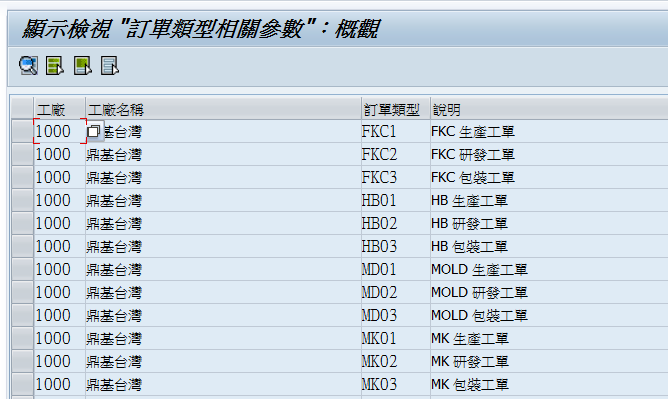 顯示檢視 "訂單類型相關參數"：概觀
工廠 工廠名稱 訂單類型 說明
1000 基台灣 FKC1 FKC 生產工單
1000 鼎基台灣 FKC2 FKC 研發工單
1000 鼎基台灣 FKC3 FKC 包裝工單
1000 鼎基台灣 HB01 HB 生產工單
1000 鼎基台灣 HB02 HB 研發工單
1000 鼎基台灣 HB03 HB 包裝工單
1000 鼎基台灣 MD01 MOLD 生產工單
1000 鼎基台灣 MD02 MOLD 研發工單
1000 鼎基台灣 MD03 MOLD 包裝工單
1000 鼎基台灣 MK01 MK 生產工單
1000 鼎基台灣 MK02 MK 研發工單
1000 鼎基台灣 MK03 MK 包裝工單